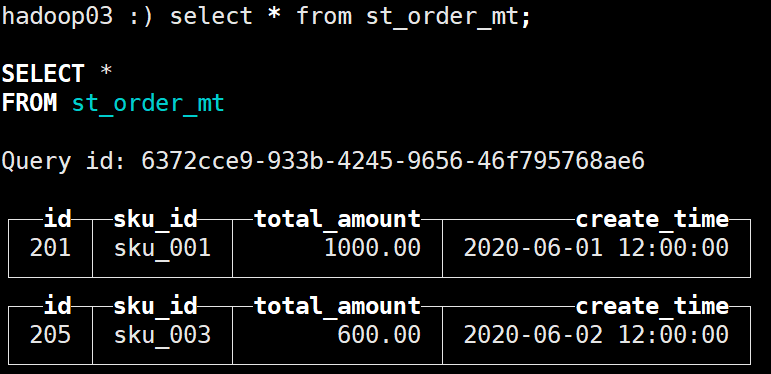 hadoop03 :) select * from st_order_mt;
SELECT *
FROM st_order_mt
Query id: 6372cce9-933b-4245-9656-46f795768ae6
id sku_id total_amount create_time
201 sku_001 1000.00 2020-06-01 12:00:00
id sku_id total_amount create_time
205 sku_003 600.00 2020-06-02 12:00:00